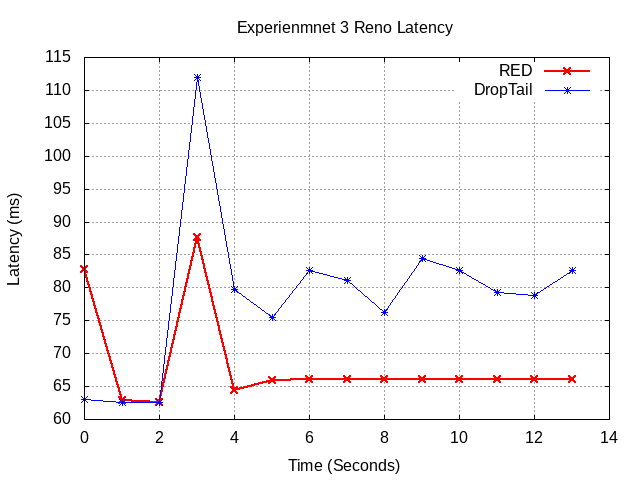 Experienmnet 3 Reno Latency
115
110
105
100
95
90
85
80
75
70
65
60
Latency (ms)
RED
DropTail
0 2 4 6 8 10 12 14
Time (Seconds)